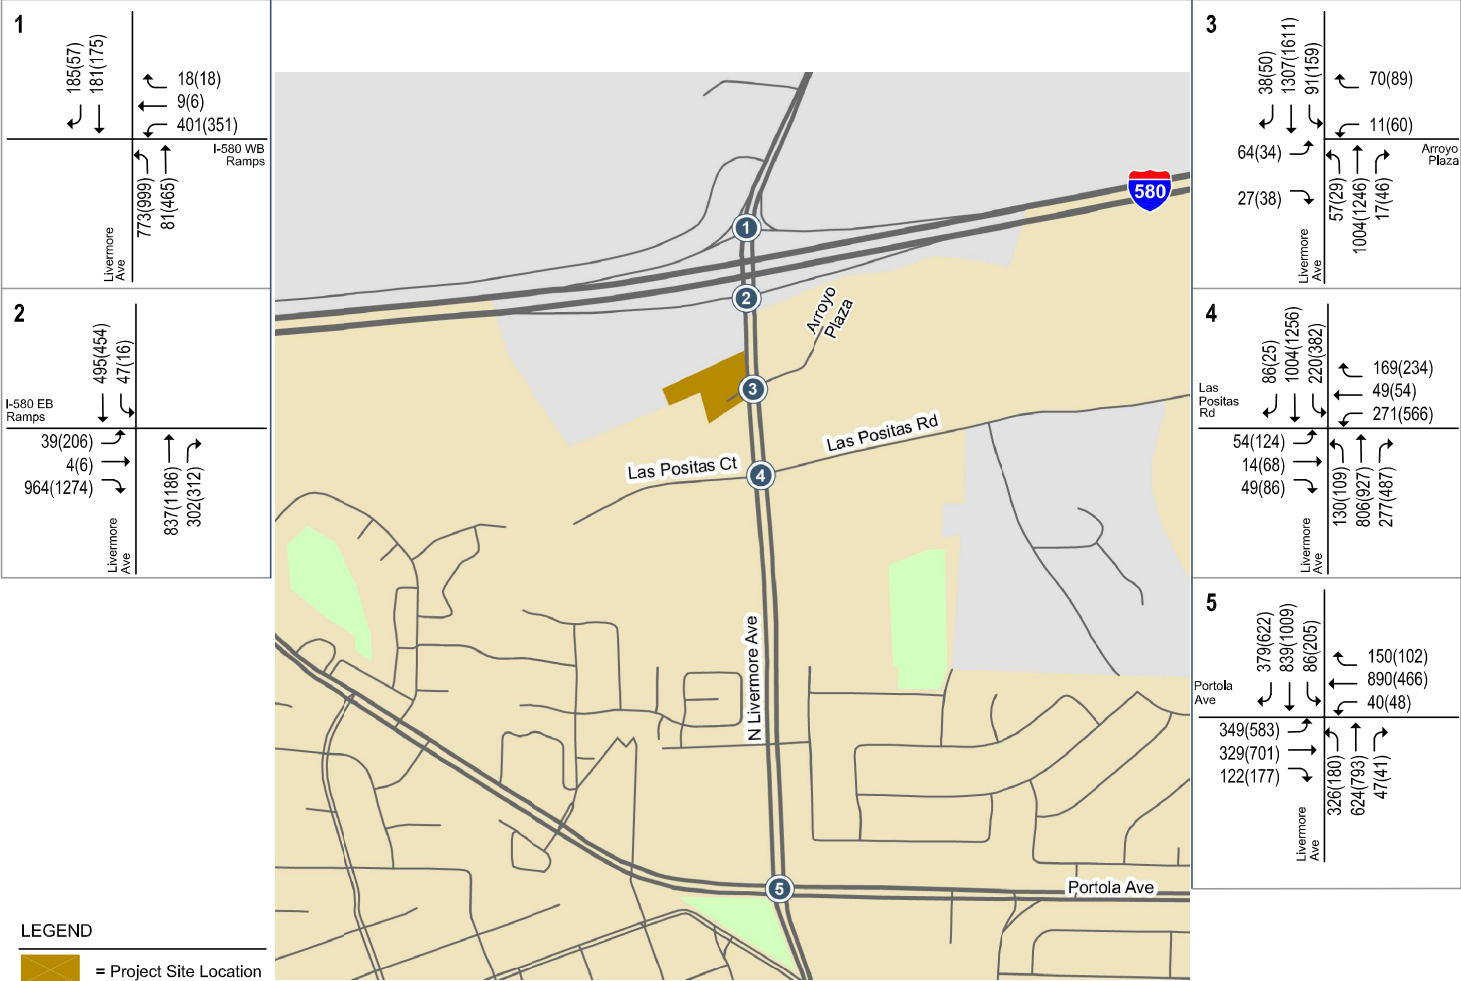 1
185(57)
181(175)
18(18)
9(6)
401(351)
I-580 WB
Ramps
773(999)
81(465)
Livermore
Ave
2
495(454)
47(16)
I-580 EB
Ramps
39(206)
4(6)
964(1274)
837(1186)
302(312)
Livermore
Ave
LEGEND
= Project Site Location
580
1
2
Arroyo
Plaza
3
Las Positas Rd
Las Positas Ct
4
N Livermore Ave
5
Portola Ave
3
38(50)
1307(1611)
91(159)
70(89)
11(60)
Arroyo
Plaza
64(34)
27(38)
57(29)
1004(1246)
17(46)
Livermore
Ave
4
86(25)
1004(1256)
220(382)
169(234)
49(54)
271(566)
Las
Positas
Rd
54(124)
14(68)
49(86)
130(109)
806(927)
277(487)
Livermore
Ave
5
379(622)
839(1009)
86(205)
150(102)
890(466)
40(48)
Portola
Ave
349(583)
329(701)
122(177)
326(180)
624(793)
47(41)
Livermore
Ave